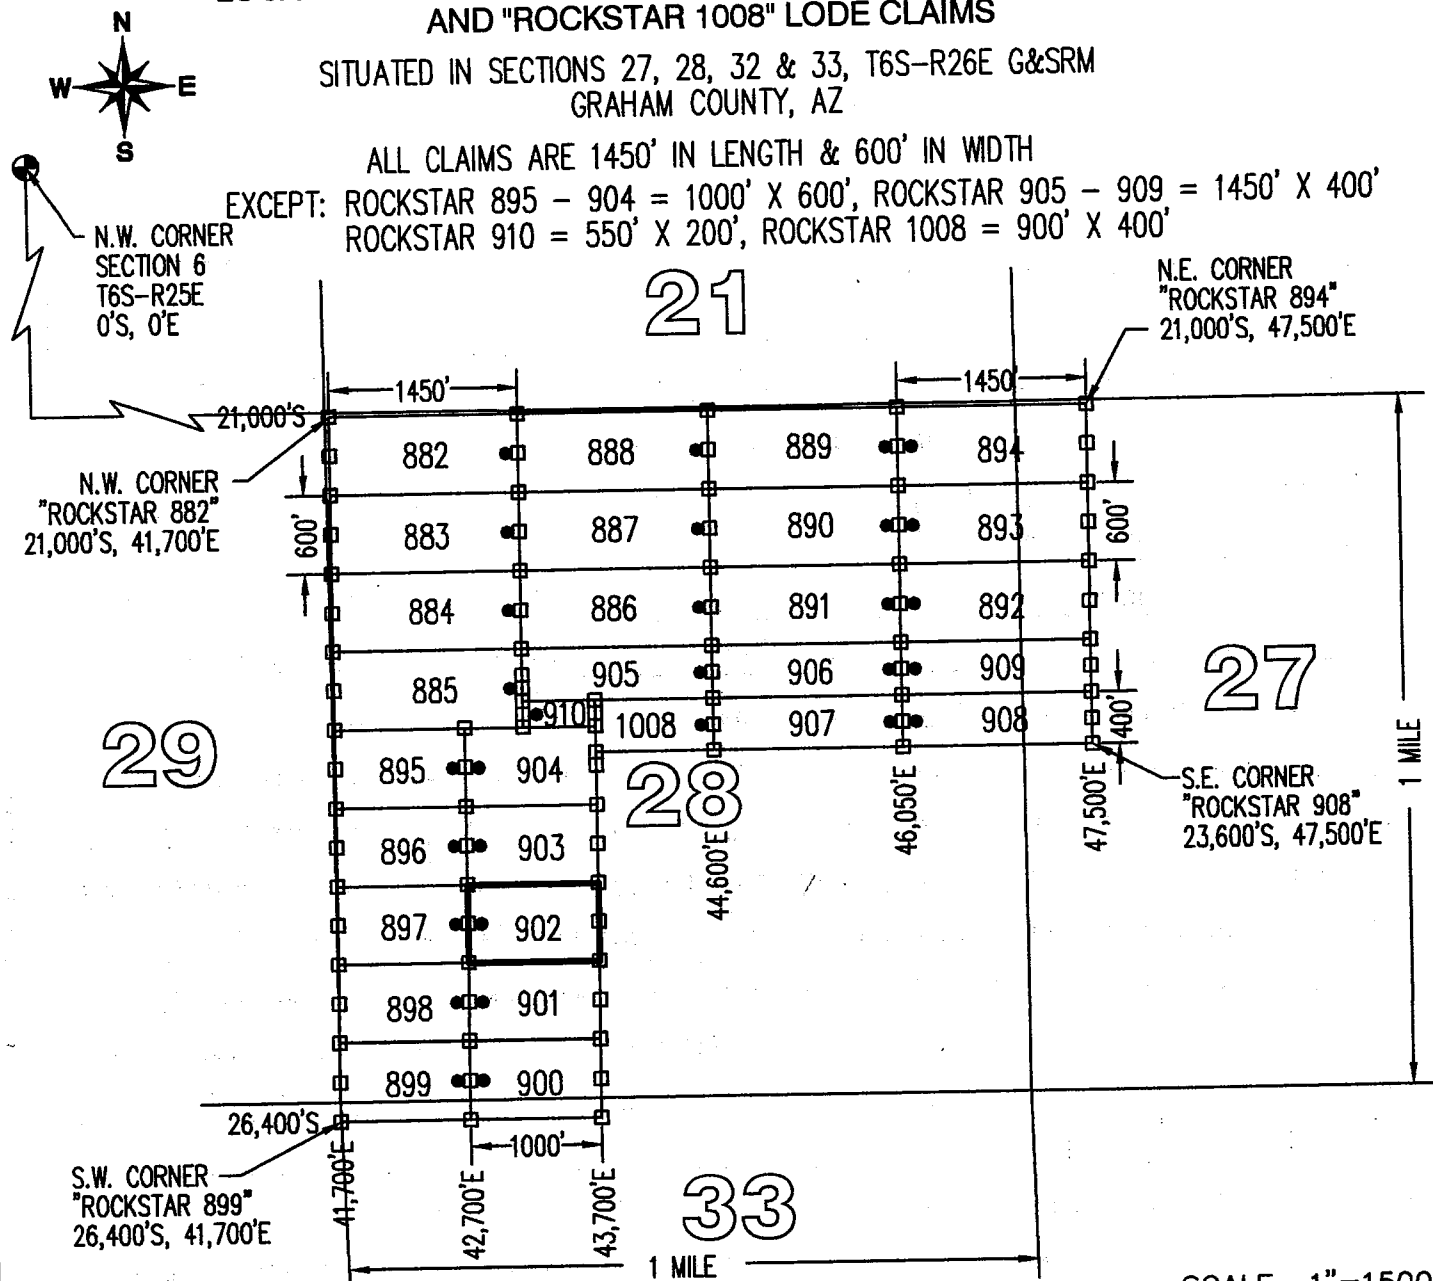 AND "ROCKSTAR 1008" LODE CLAIMS
SITUATED IN SECTIONS 27, 28, 32 & 33, T6S-R26E G&SRM
GRAHAM COUNTY, AZ
ALL CLAIMS ARE 1450' IN LENGTH & 600' IN WIDTH
EXCEPT: ROCKSTAR 895 - 904 = 1000' X 600', ROCKSTAR 905 - 909 = 1450' X 400'
ROCKSTAR 910 = 550' X 200', ROCKSTAR 1008 = 900' X 400'
N
W E
S
N.W. CORNER
SECTION 6
T6S-R25E
0'S, 0'E
21
N.E. CORNER
"ROCKSTAR 894"
21,000'S, 47,500'E
1450' 1450'
21,000'S
N.W. CORNER
"ROCKSTAR 882"
21,000'S, 41,700'E
882 888 889 894
600' 883 887 890 893 600'
884 886 891 892
885 905 906 909
910 1008 907 908 400'
29
27
28
1 MILE
895 904
896 903
897 902
898 901
899 900
44,600'E
46,050'E
47,500'E
S.E. CORNER
"ROCKSTAR 908"
23,600'S, 47,500'E
26,400'S
1000'
S.W. CORNER
"ROCKSTAR 899"
26,400'S, 41,700'E
41,700'E
42,700'E
43,700'E
33
1 MILE